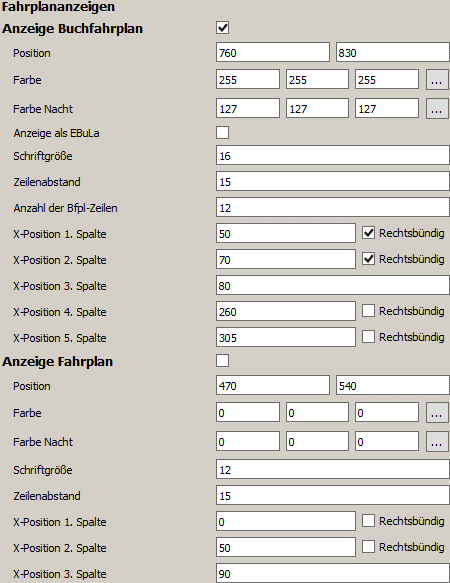 Fahrplananzeigen
Anzeige Buchfahrplan
Position 760 830
Farbe 255 255 255 ...
Farbe Nacht 127 127 127 ...
Anzeige als EBuLa
Schriftgröße 16
Zeilenabstand 15
Anzahl der Bfpl-Zeilen 12
X-Position 1. Spalte 50 Rechtsbündig
X-Position 2. Spalte 70 Rechtsbündig
X-Position 3. Spalte 80
X-Position 4. Spalte 260 Rechtsbündig
X-Position 5. Spalte 305 Rechtsbündig
Anzeige Fahrplan
Position 470 540
Farbe 0 0 0 ...
Farbe Nacht 0 0 0 ...
Schriftgröße 12
Zeilenabstand 15
X-Position 1. Spalte 0 Rechtsbündig
X-Position 2. Spalte 50 Rechtsbündig
X-Position 3. Spalte 90